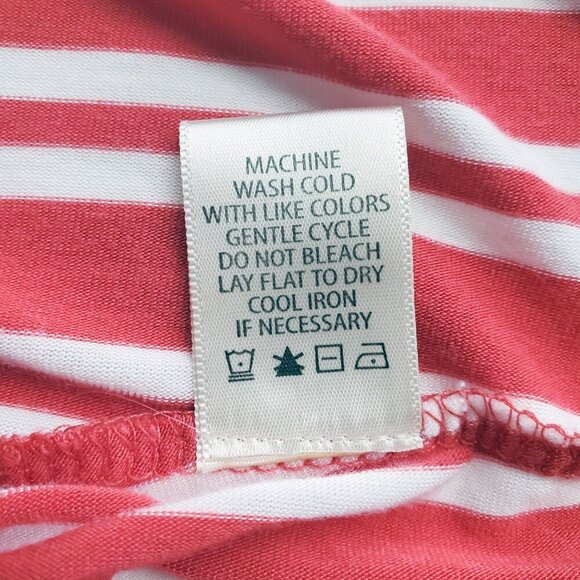 MACHINE
WASH COLD
WITH LIKE COLORS
GENTLE CYCLE
DO NOT BLEACH
LAY FLAT TO DRY
COOL IRON
IF NECESSARY